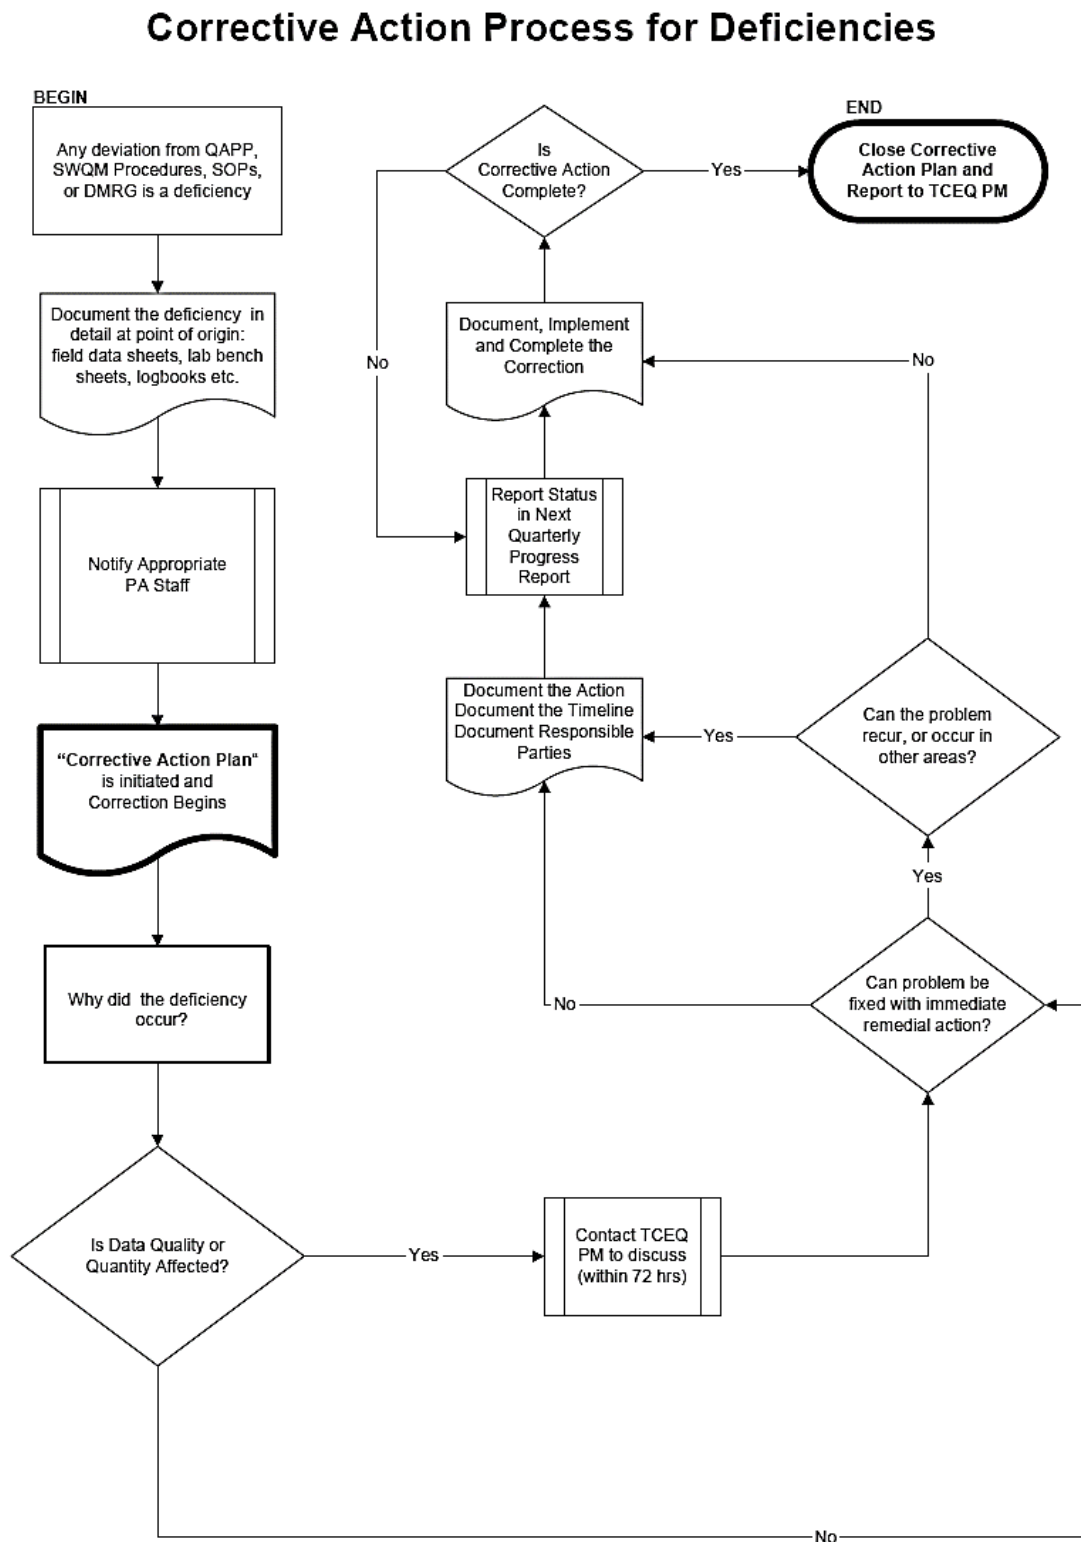 Corrective Action Process for Deficiencies
BEGIN
Any deviation from QAPP,
SWQM Procedures, SOPs,
or DMRG is a deficiency
Document the deficiency in
detail at point of origin:
field data sheets, lab bench
sheets, logbooks etc.
Notify Appropriate
PA Staff
“Corrective Action Plan“
is initiated and
Correction Begins
Why did the deficiency
occur?
Is Data Quality or
Quantity Affected?
Yes
No
Contact TCEQ
PM to discuss
(within 72 hrs)
Can problem be
fixed with immediate
remedial action?
No
Yes
Can the problem
recur, or occur in
other areas?
Yes
No
Document the Action
Document the Timeline
Document Responsible
Parties
Report Status
in Next
Quarterly
Progress
Report
Document, Implement
and Complete the
Correction
Is
Corrective Action
Complete?
No
Yes
END
Close Corrective
Action Plan and
Report to TCEQ PM